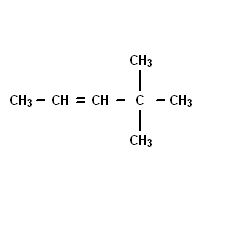 CH₃
CH₃ — CH = CH — C — CH₃
CH₃